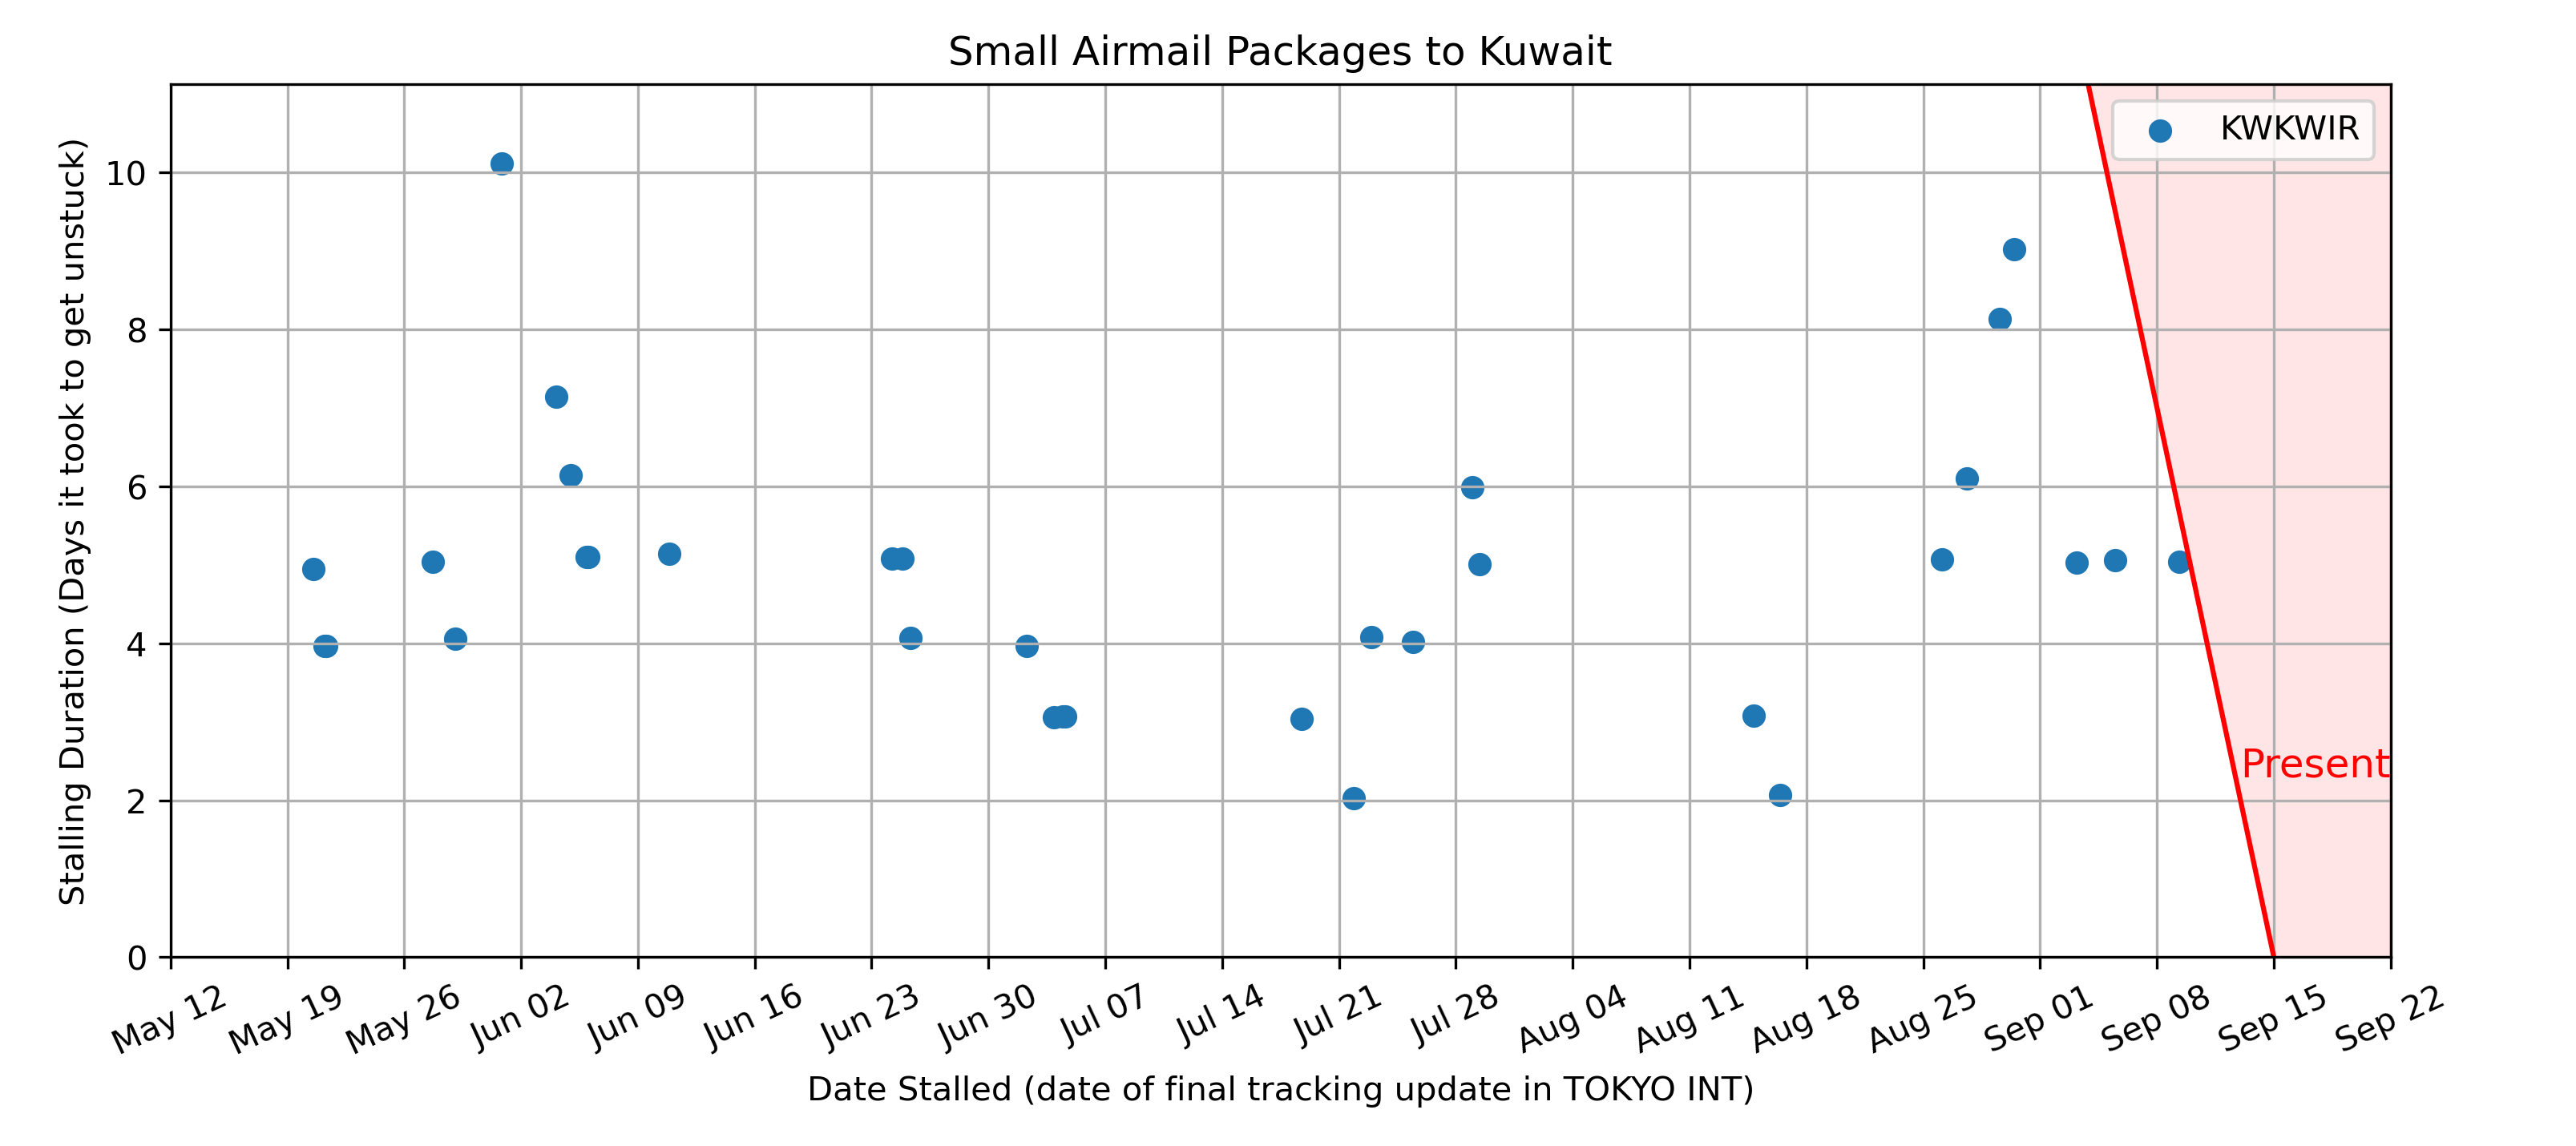 Small Airmail Packages to Kuwait
KWKWIR
Stalling Duration (Days it took to get unstuck)
10
8
6
4
2
0
Present
May 12
May 19
May 26
Jun 02
Jun 09
Jun 16
Jun 23
Jun 30
Jul 07
Jul 14
Jul 21
Jul 28
Aug 04
Aug 11
Aug 18
Aug 25
Sep 01
Sep 08
Sep 15
Sep 22
Date Stalled (date of final tracking update in TOKYO INT)